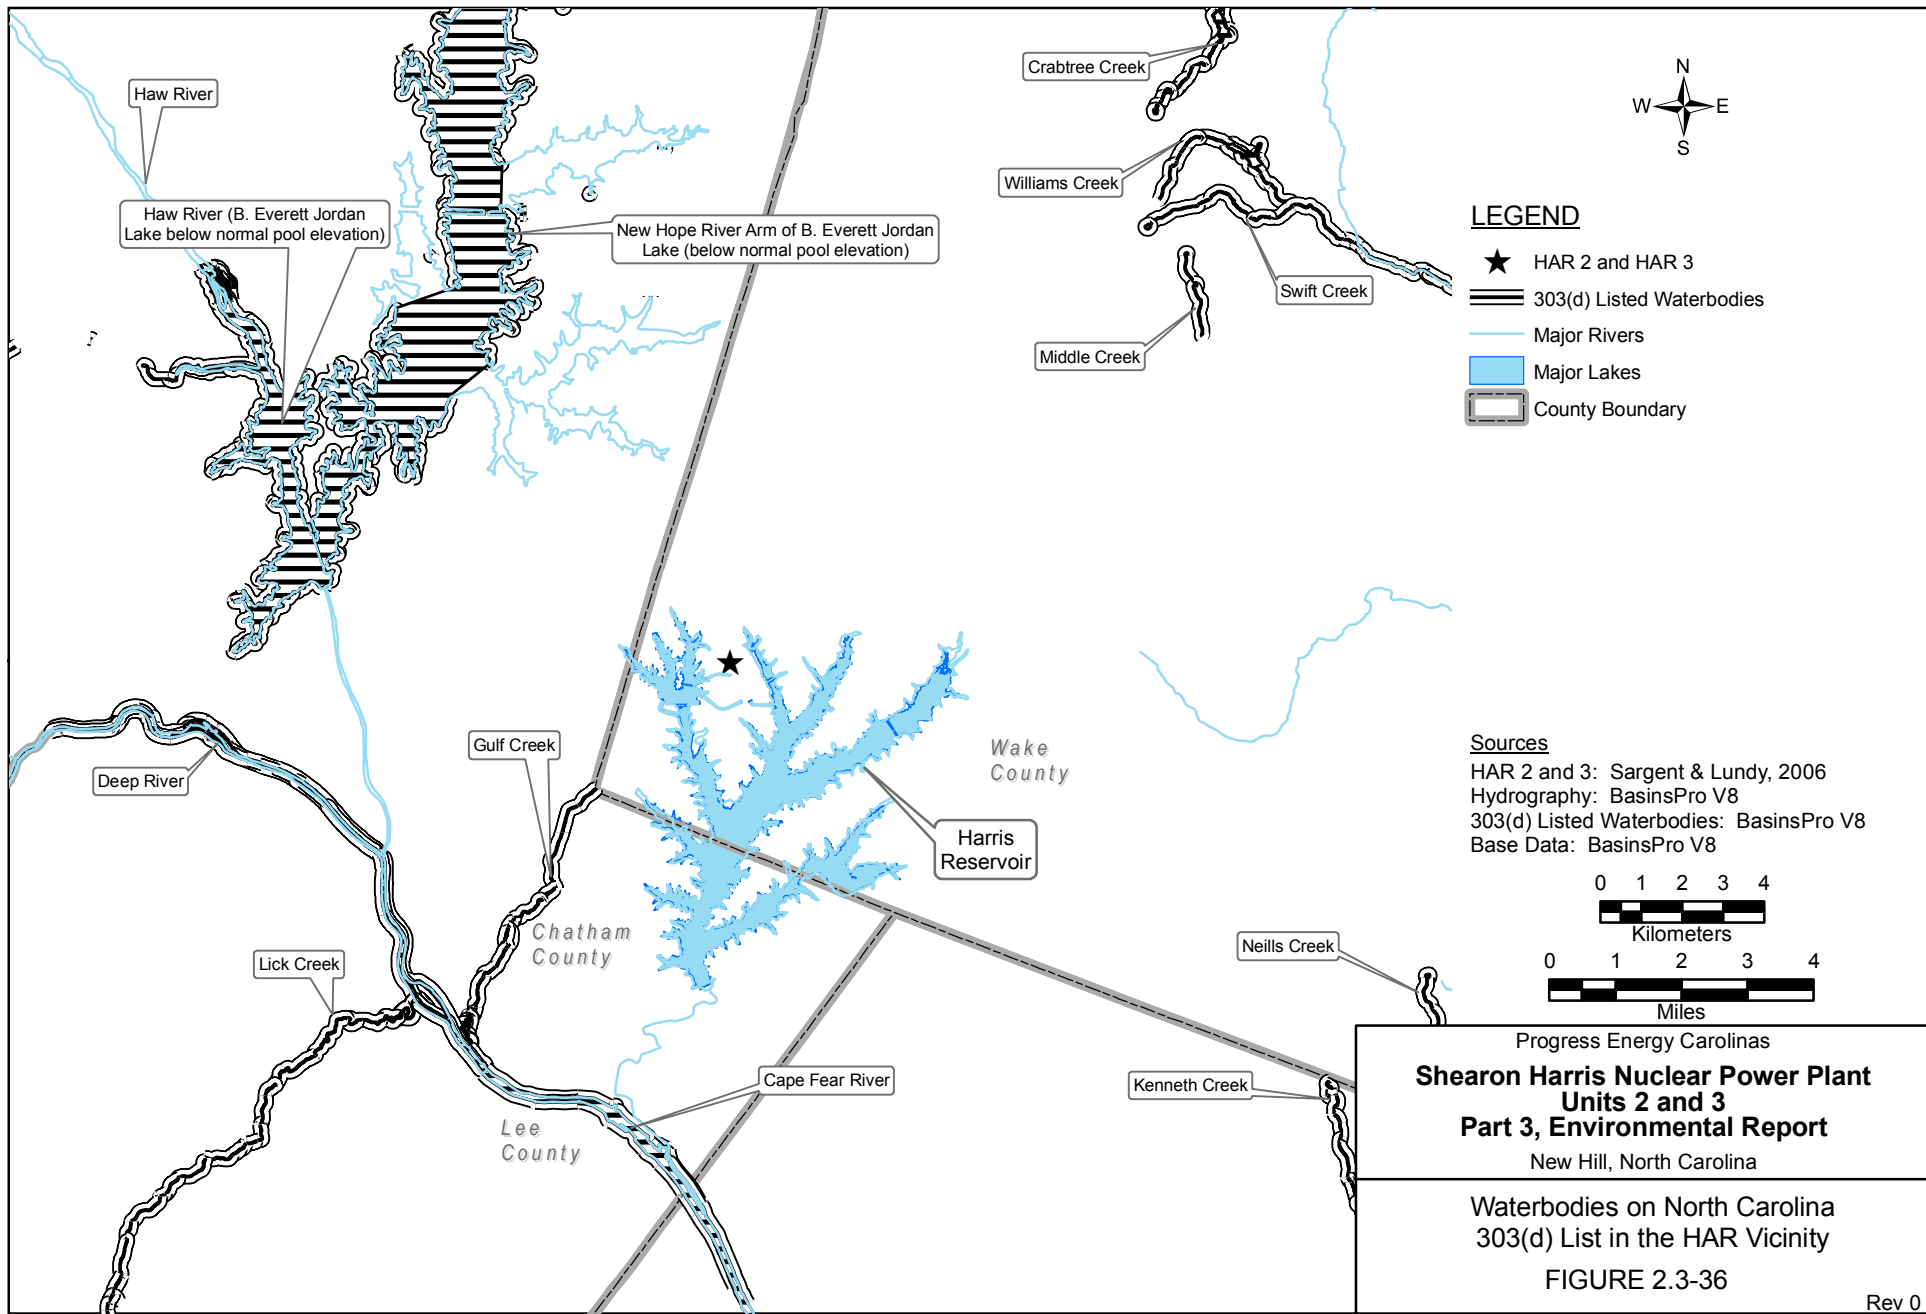 Haw River
Haw River (B. Everett Jordan
Lake below normal pool elevation)
New Hope River Arm of B. Everett Jordan
Lake (below normal pool elevation)
Crabtree Creek
Williams Creek
Swift Creek
Middle Creek
N
W
E
S
LEGEND
HAR 2 and HAR 3
303(d) Listed Waterbodies
Major Rivers
Major Lakes
County Boundary
Deep River
Gulf Creek
Wake
County
Harris
Reservoir
Chatham
County
Lick Creek
Cape Fear River
Lee
County
Neills Creek
Kenneth Creek
Sources
HAR 2 and 3: Sargent & Lundy, 2006
Hydrography: BasinsPro V8
303(d) Listed Waterbodies: BasinsPro V8
Base Data: BasinsPro V8
0 1 2 3 4
Kilometers
0 1 2 3 4
Miles
Progress Energy Carolinas
Shearon Harris Nuclear Power Plant
Units 2 and 3
Part 3, Environmental Report
New Hill, North Carolina
Waterbodies on North Carolina
303(d) List in the HAR Vicinity
FIGURE 2.3-36
Rev 0